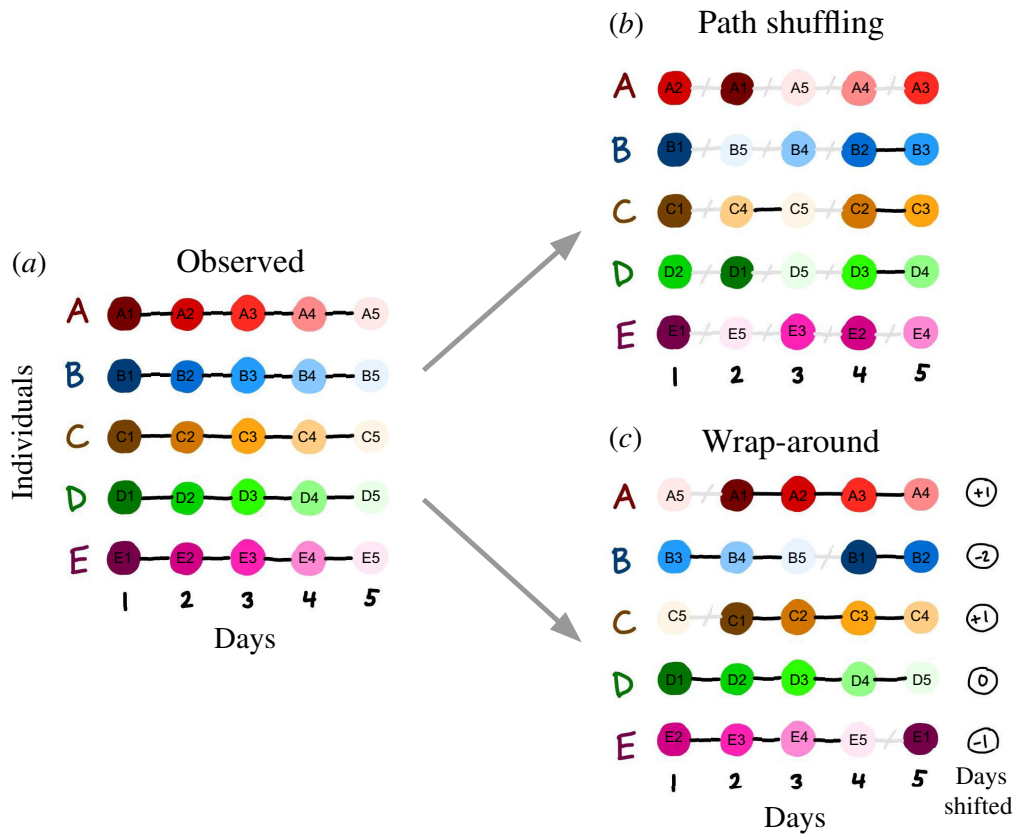 (a) Observed
Individuals
A A1 A2 A3 A4 A5
B B1 B2 B3 B4 B5
C C1 C2 C3 C4 C5
D D1 D2 D3 D4 D5
E E1 E2 E3 E4 E5
1 2 3 4 5
Days
(b) Path shuffling
A A2 A1 A5 A4 A3
B B1 B5 B4 B2 B3
C C1 C4 C5 C2 C3
D D2 D1 D5 D3 D4
E E1 E5 E3 E2 E4
1 2 3 4 5
(c) Wrap-around
A A5 A1 A2 A3 A4 +1
B B3 B4 B5 B1 B2 -2
C C5 C1 C2 C3 C4 +1
D D1 D2 D3 D4 D5 0
E E2 E3 E4 E5 E1 -1
1 2 3 4 5
Days
Days
shifted